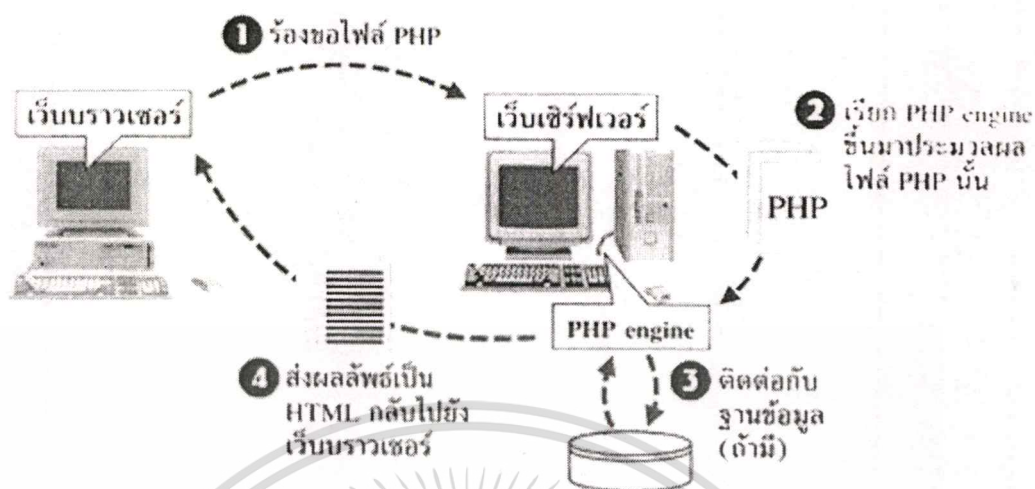 1 ร้องขอไฟล์ PHP
เว็บบราวเซอร์
เว็บเซิร์ฟเวอร์
2 เรียก PHP engine
ขึ้นมาประมวลผล
ไฟล์ PHP นั้น
PHP
PHP engine
3 ติดต่อกับ
ฐานข้อมูล
(ถ้ามี)
4 ส่งผลลัพธ์เป็น
HTML กลับไปยัง
เว็บบราวเซอร์